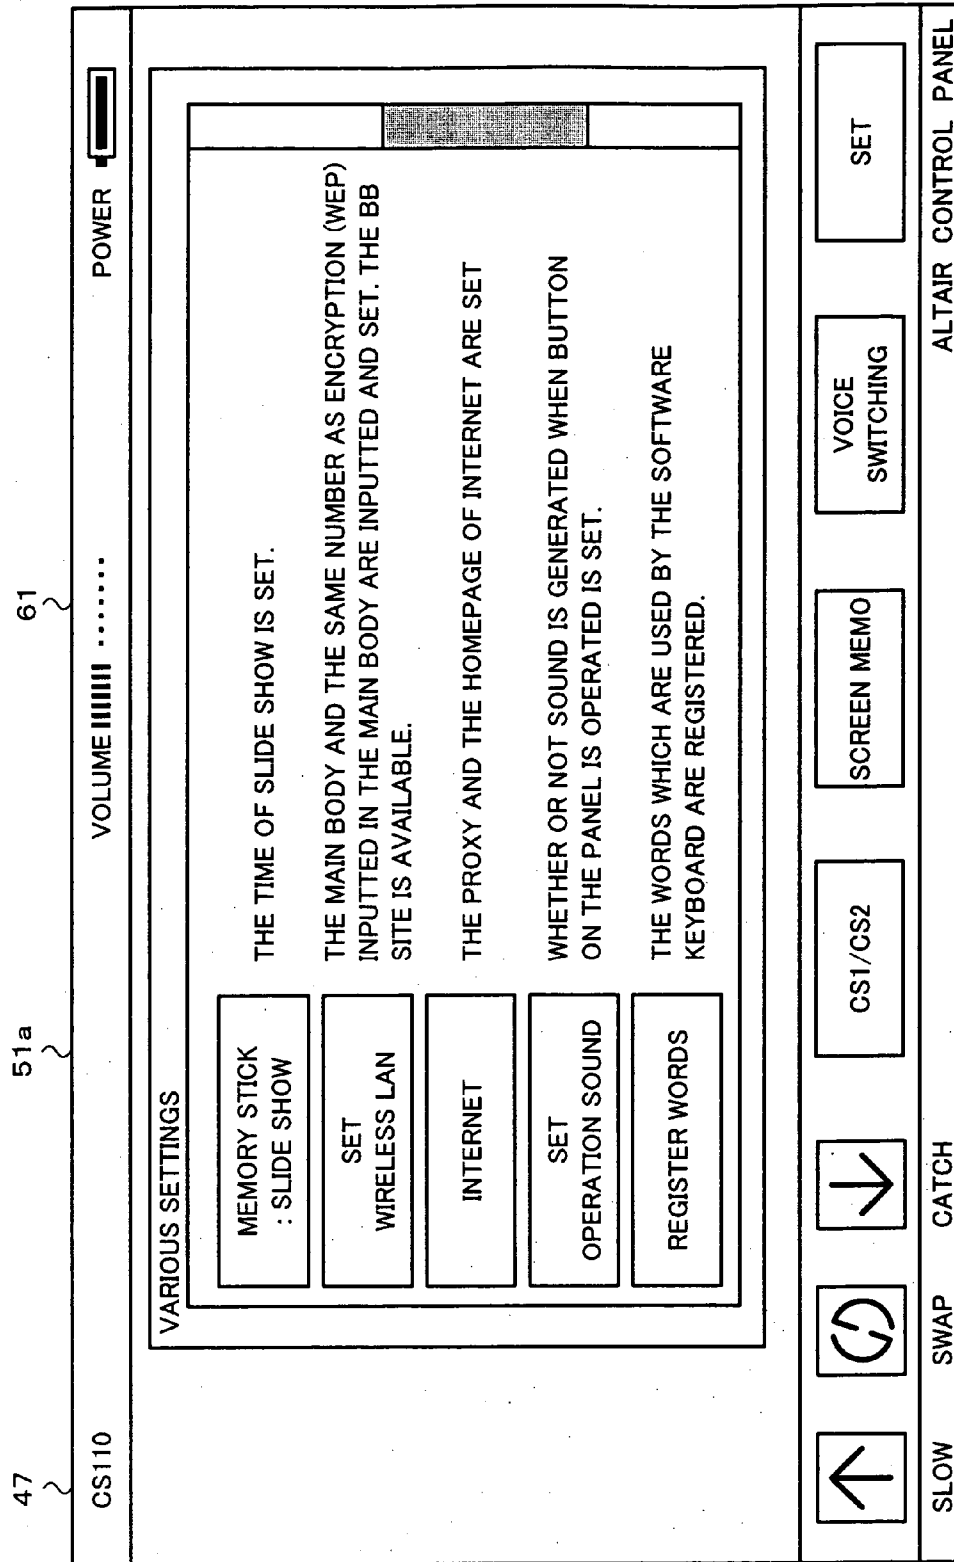 47
51a
61
CS110
VOLUME
POWER
VARIOUS SETTINGS
MEMORY STICK
: SLIDE SHOW
THE TIME OF SLIDE SHOW IS SET.
SET
WIRELESS LAN
THE MAIN BODY AND THE SAME NUMBER AS ENCRYPTION (WEP)
INPUTTED IN THE MAIN BODY ARE INPUTTED AND SET. THE BB
SITE IS AVAILABLE.
INTERNET
THE PROXY AND THE HOMEPAGE OF INTERNET ARE SET
SET
OPERATION SOUND
WHETHER OR NOT SOUND IS GENERATED WHEN BUTTON
ON THE PANEL IS OPERATED IS SET.
REGISTER WORDS
THE WORDS WHICH ARE USED BY THE SOFTWARE
KEYBOARD ARE REGISTERED.
CS1/CS2
SCREEN MEMO
VOICE
SWITCHING
SET
SLOW
SWAP
CATCH
ALTAIR CONTROL PANEL